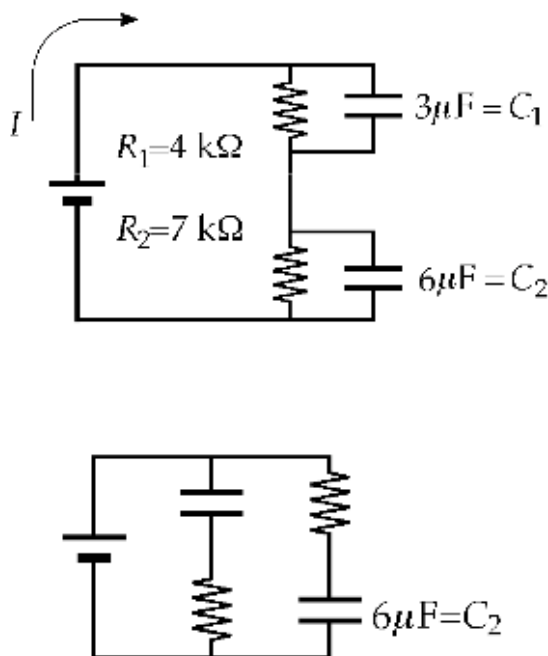 I
R₁=4 kΩ
3μF = C₁
R₂=7 kΩ
6μF = C₂
6μF=C₂